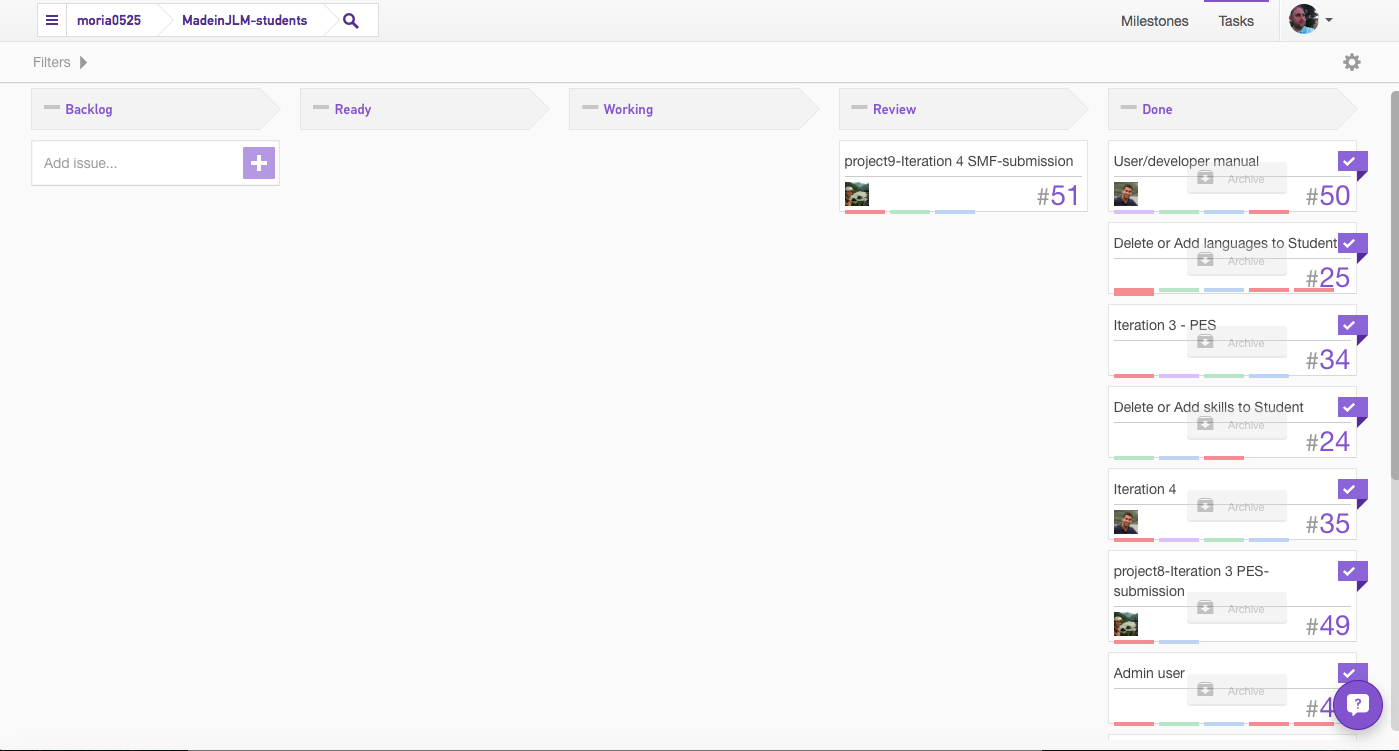 moria0525 MadeinJLM-students
Milestones Tasks
Filters
Backlog
Ready
Working
Review
Done
Add issue...
project9-Iteration 4 SMF-submission
#51
User/developer manual
Archive
#50
Delete or Add languages to Student
Archive
#25
Iteration 3 - PES
Archive
#34
Delete or Add skills to Student
Archive
#24
Iteration 4
Archive
#35
project8-Iteration 3 PES-
submission
Archive
#49
Admin user
Archive